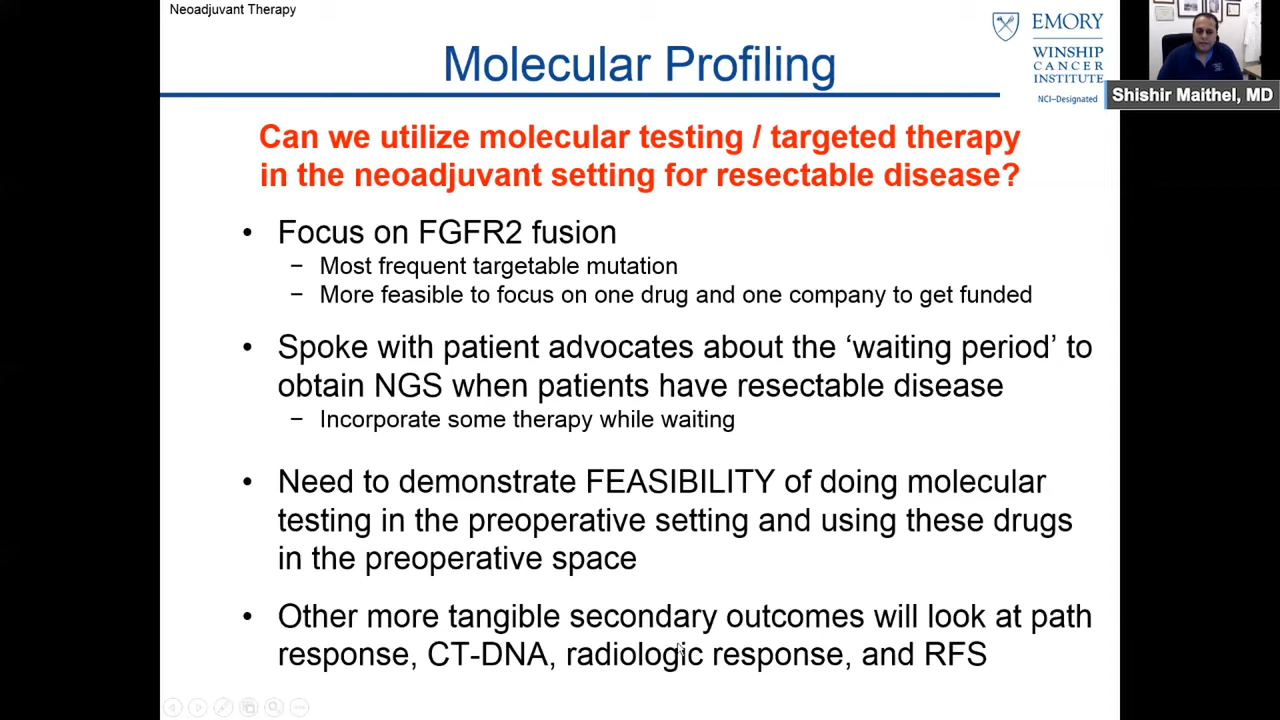 Neoadjuvant Therapy
Molecular Profiling
EMORY
WINSHIP
CANCER
INSTITUTE
NCI–Designated
Shishir Maithel, MD
Can we utilize molecular testing / targeted therapy
in the neoadjuvant setting for resectable disease?
• Focus on FGFR2 fusion
– Most frequent targetable mutation
– More feasible to focus on one drug and one company to get funded
• Spoke with patient advocates about the ‘waiting period’ to
obtain NGS when patients have resectable disease
– Incorporate some therapy while waiting
• Need to demonstrate FEASIBILITY of doing molecular
testing in the preoperative setting and using these drugs
in the preoperative space
• Other more tangible secondary outcomes will look at path
response, CT-DNA, radiologic response, and RFS